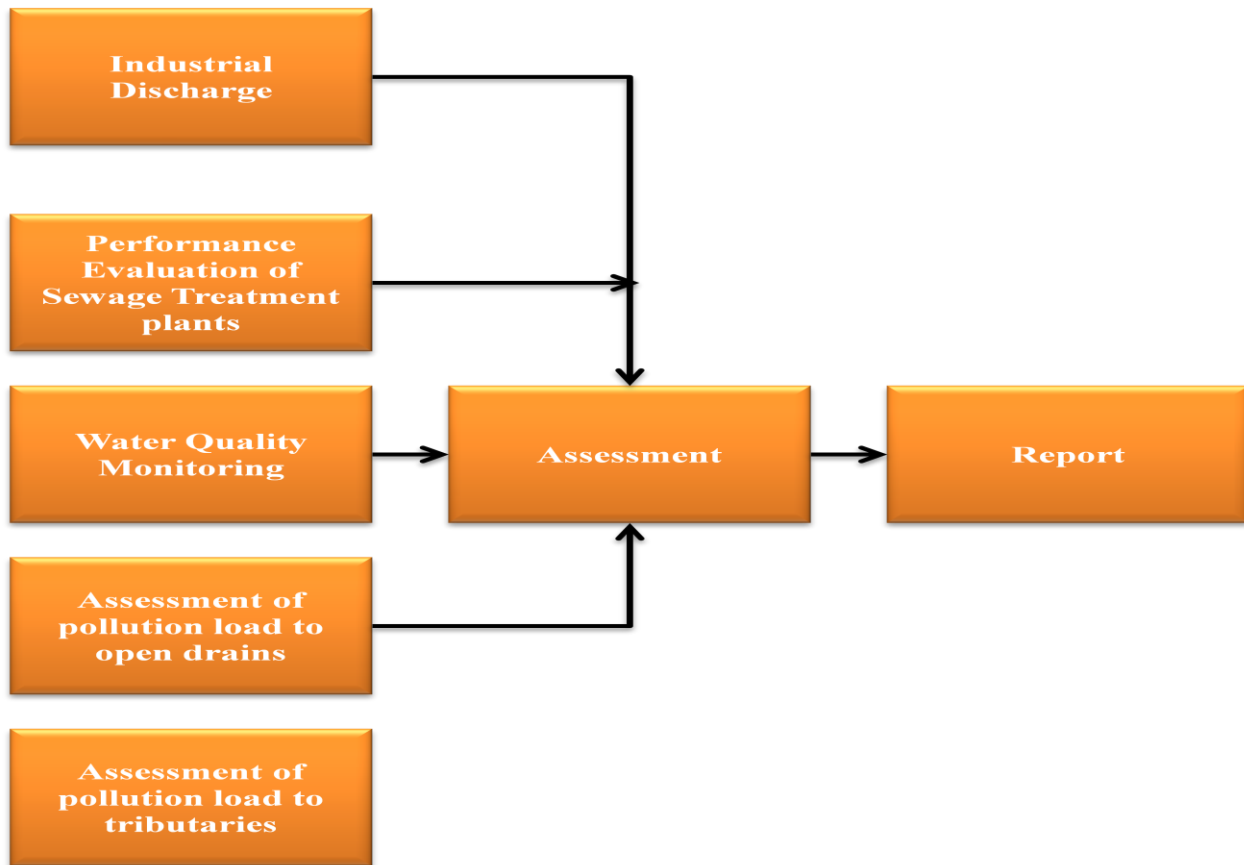 Industrial
Discharge
Performance
Evaluation of
Sewage Treatment
plants
Water Quality
Monitoring
Assessment
Report
Assessment of
pollution load to
open drains
Assessment of
pollution load to
tributaries